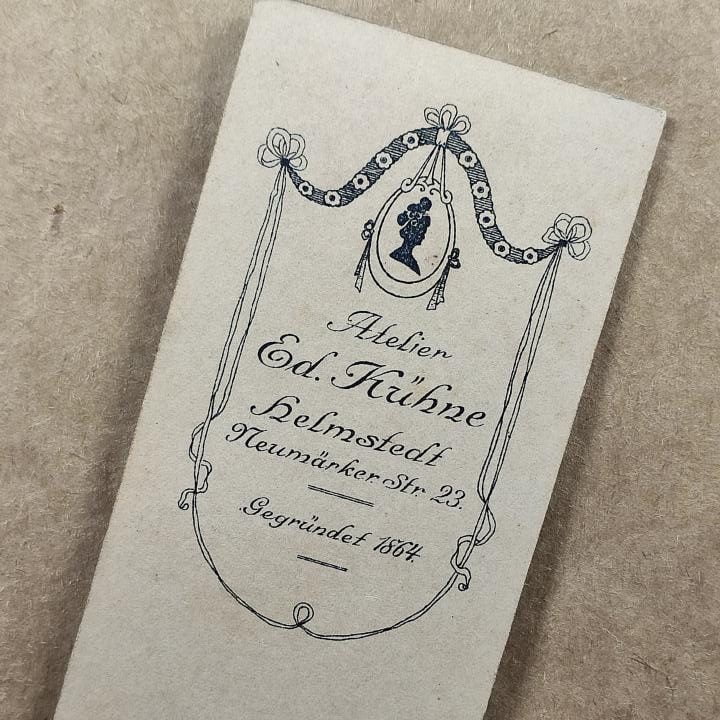 Atelier
Ed. Kühne
Helmstedt
Neumärker Str. 23.
Gegründet 1864.